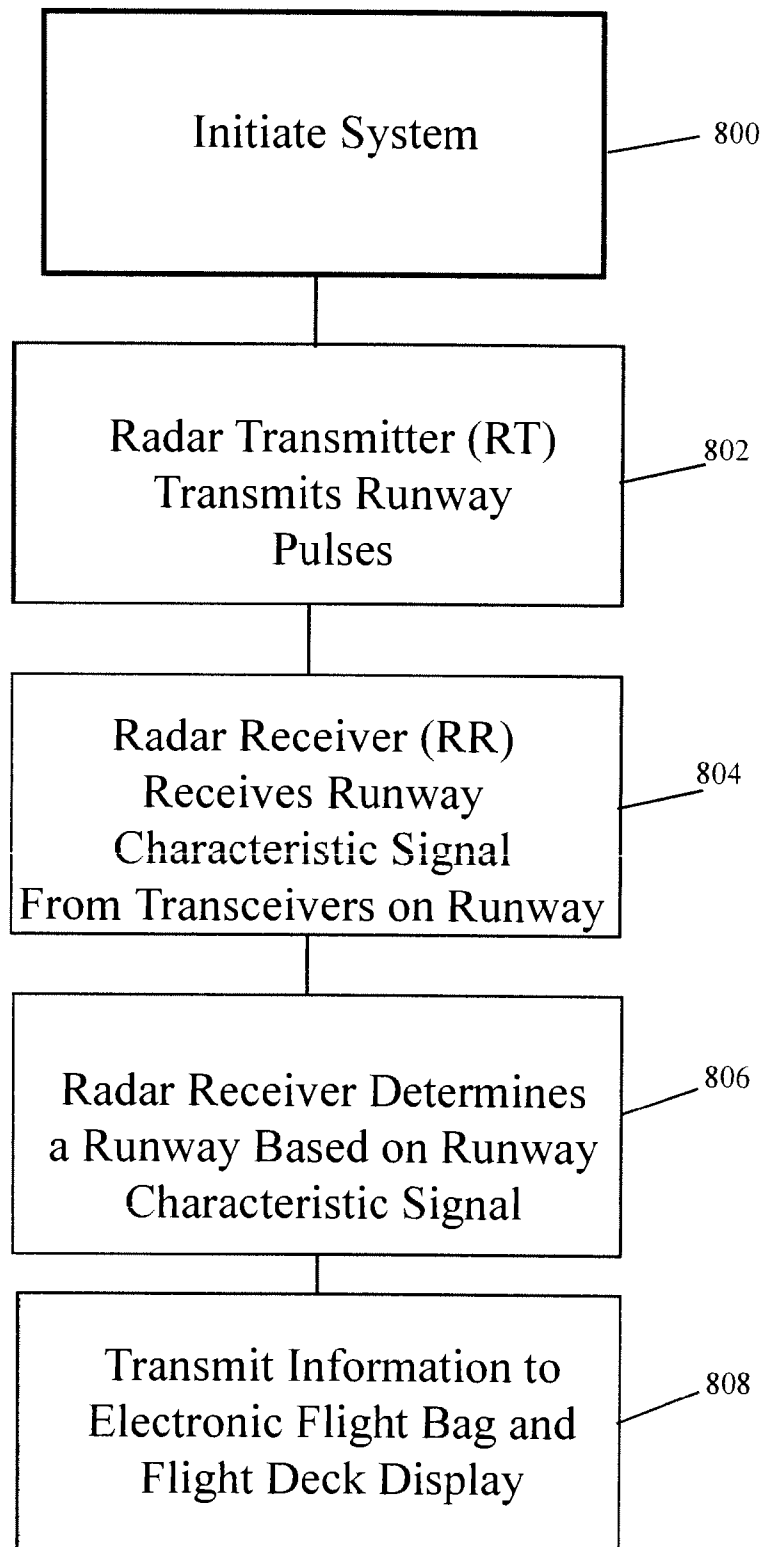 Initiate System
800
Radar Transmitter (RT)
Transmits Runway
Pulses
802
Radar Receiver (RR)
Receives Runway
Characteristic Signal
From Transceivers on Runway
804
Radar Receiver Determines
a Runway Based on Runway
Characteristic Signal
806
Transmit Information to
Electronic Flight Bag and
Flight Deck Display
808